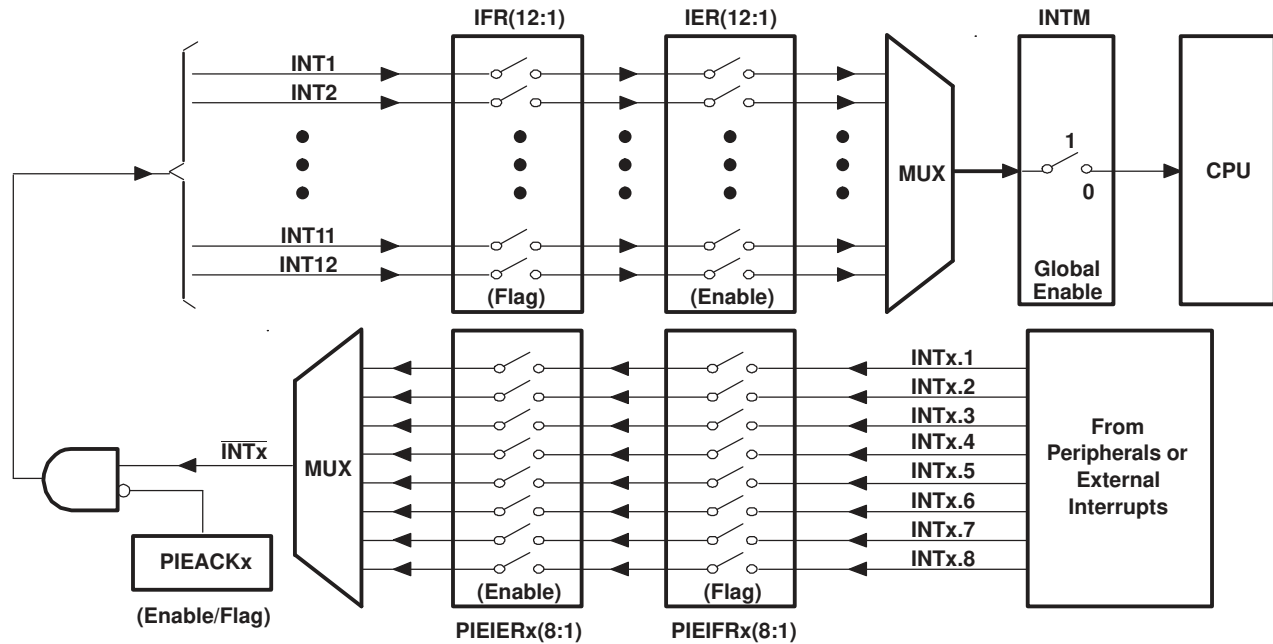 IFR(12:1)
IER(12:1)
INTM
INT1
INT2
MUX
1
0
CPU
INT11
INT12
(Flag)
(Enable)
Global
Enable
INTx.1
INTx.2
INTx.3
INTx.4
INTx.5
INTx.6
INTx.7
INTx.8
From
Peripherals or
External
Interrupts
MUX
INTx
PIEACKx
(Enable/Flag)
(Enable)
(Flag)
PIEIERx(8:1)
PIEIFRx(8:1)